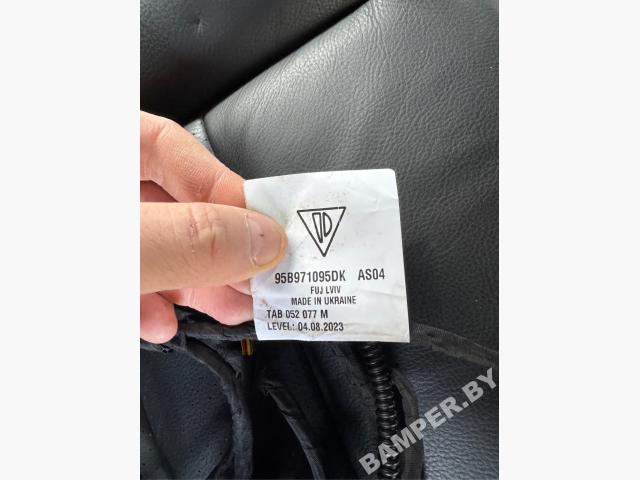 95B971095DK AS04
FUJ LVIV
MADE IN UKRAINE
TAB 052 077 M
LEVEL: 04.08.2023
BAMPER.BY